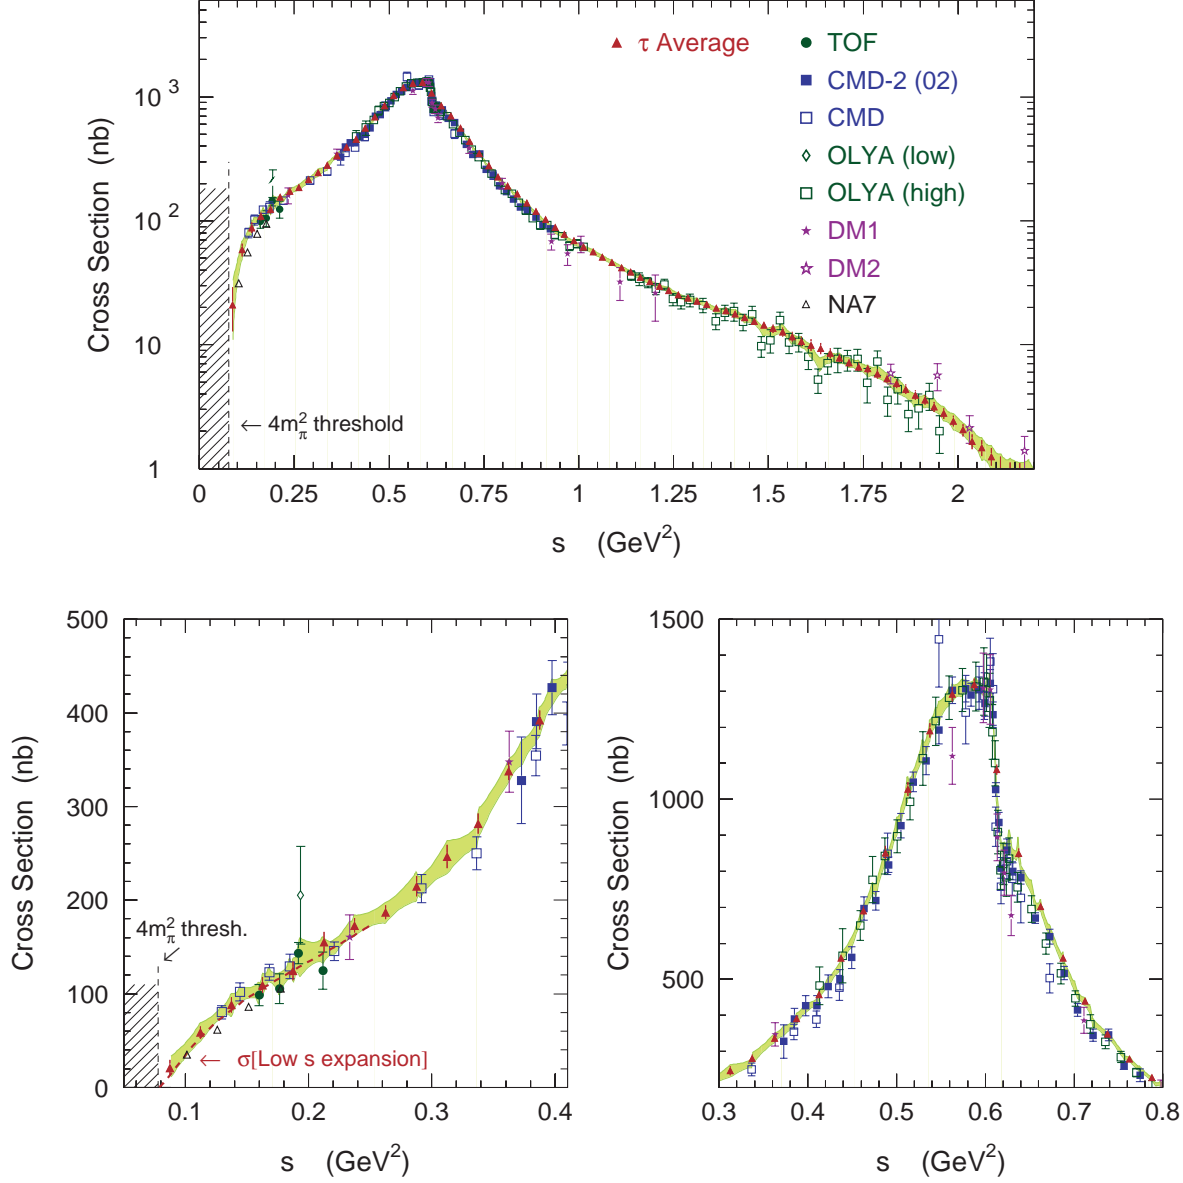 τ Average
TOF
CMD-2 (02)
CMD
OLYA (low)
OLYA (high)
DM1
DM2
NA7
Cross Section (nb)
10³
10²
10
1
← 4m²π threshold
0 0.25 0.5 0.75 1 1.25 1.5 1.75 2
s (GeV²)
Cross Section (nb)
500
400
300
200
100
0
4m²π thresh.
← σ[Low s expansion]
0.1 0.2 0.3 0.4
s (GeV²)
Cross Section (nb)
1500
1000
500
0.3 0.4 0.5 0.6 0.7 0.8
s (GeV²)